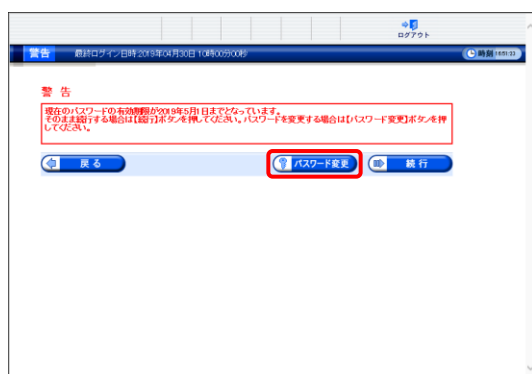 ログアウト
警告 最終ログイン日時 2019年04月30日 10時00分00秒 時刻 16:51:33
警 告
現在のパスワードの有効期限が2019年5月1日までとなっています。
そのまま続行する場合は【続行】ボタンを押してください。パスワードを変更する場合は【パスワード変更】ボタンを押
してください。
戻 る パスワード変更 続 行